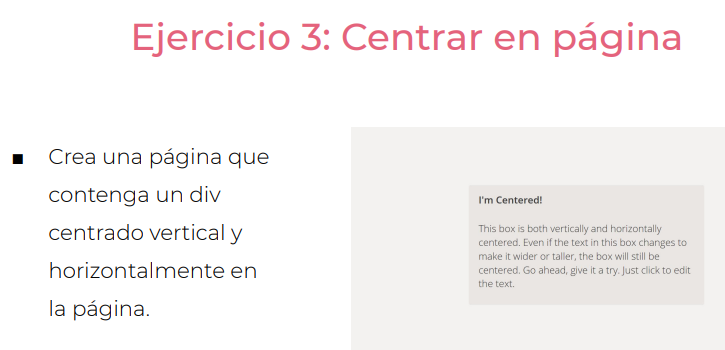 Ejercicio 3: Centrar en página
■ Crea una página que
contenga un div
centrado vertical y
horizontalmente en
la página.
I'm Centered!
This box is both vertically and horizontally
centered. Even if the text in this box changes to
make it wider or taller, the box will still be
centered. Go ahead, give it a try. Just click to edit
the text.